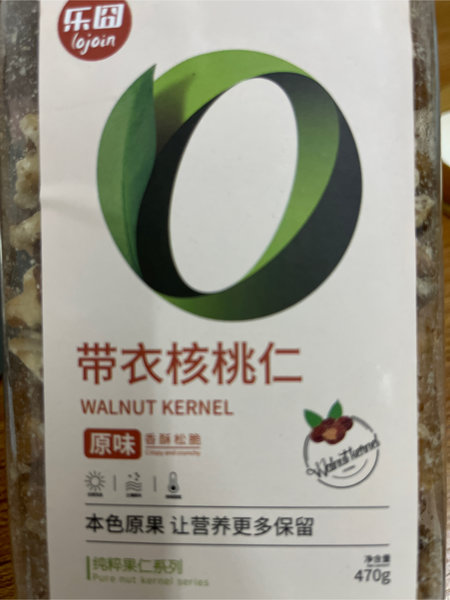 乐囧
lojoin
带衣核桃仁
WALNUT KERNEL
原味 香酥松脆
Crispy and crunchy
Walnut kernel
本色原果 让营养更多保留
纯粹果仁系列
Pure nut kernel series
净含量
470g